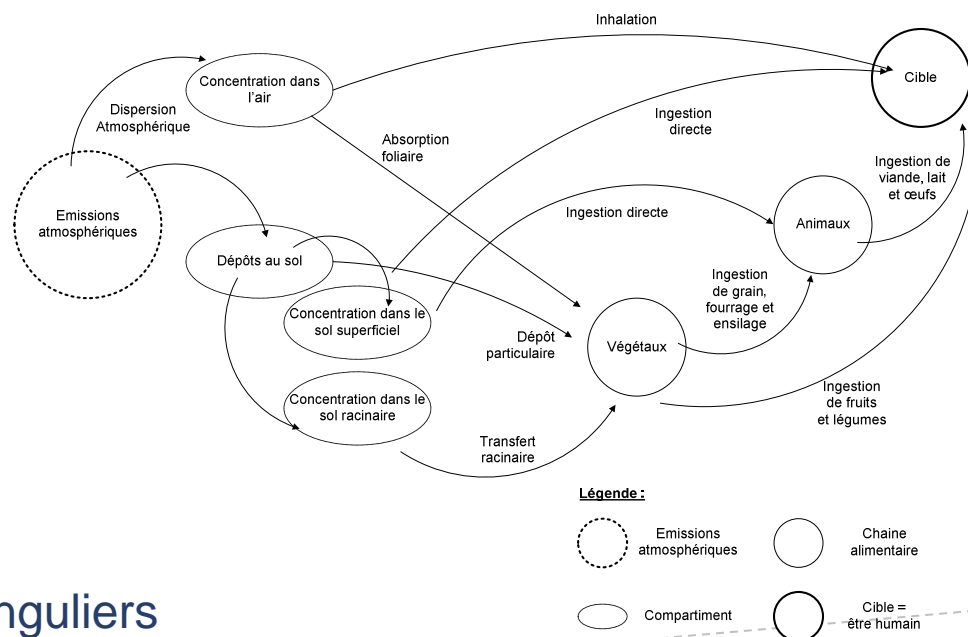 Inhalation
Concentration dans
l'air
Cible
Dispersion
Atmosphérique
Ingestion
directe
Absorption
foliaire
Ingestion de
viande, lait
et œufs
Emissions
atmosphériques
Ingestion directe
Animaux
Dépôts au sol
Ingestion
de grain,
fourrage et
ensilage
Concentration dans le
sol superficiel
Dépôt
particulaire
Végétaux
Concentration dans le
sol racinaire
Ingestion
de fruits
et légumes
Transfert
racinaire
Légende :
Emissions
atmosphériques
Chaine
alimentaire
Compartiment
Cible =
être humain
nguliers